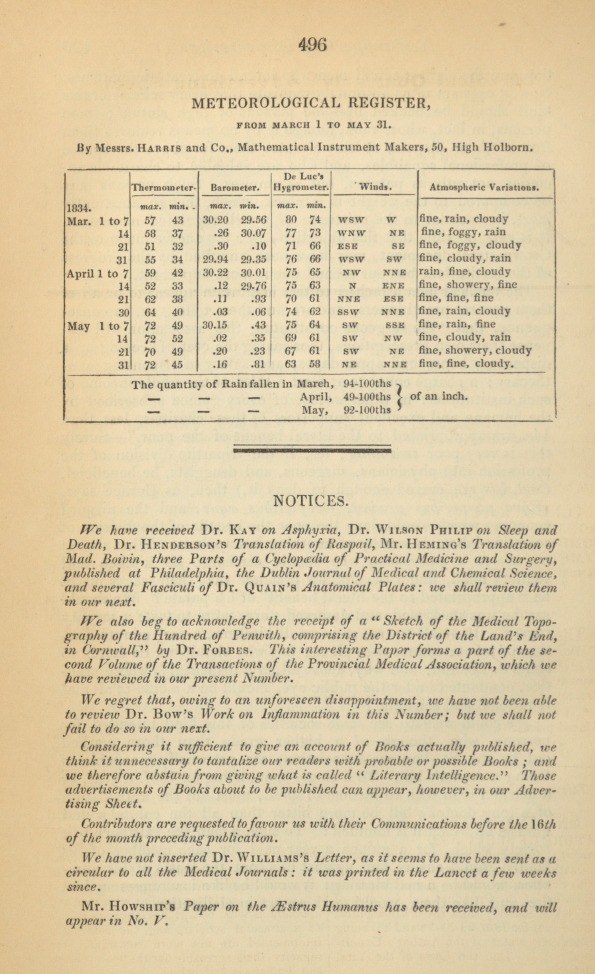 496
METEOROLOGICAL REGISTER,
FROM MARCH 1 TO MAY 31.
By Messrs. HARRIS and Co., Mathematical Instrument Makers, 50, High Holborn.
Thermometer. Barometer. De Luc's Hygrometer. Winds. Atmospheric Variations.
1834. max. min. max. min. max. min.
Mar. 1 to 7 57 43 30.20 29.56 80 74 WSW W fine, rain, cloudy
14 58 37 .26 30.07 77 73 WNW NE fine, foggy, rain
21 51 32 .30 .10 71 66 ESE SE fine, foggy, cloudy
31 55 34 29.94 29.35 76 66 WSW SW fine, cloudy, rain
April 1 to 7 59 42 30.22 30.01 75 65 NW NNE rain, fine, cloudy
14 52 33 .12 29.76 75 63 N ENE fine, showery, fine
21 62 38 .11 .93 70 61 NNE ESE fine, fine, fine
30 64 40 .03 .06 74 62 SSW NNE fine, rain, cloudy
May 1 to 7 72 49 30.15 .43 75 64 SW SSE fine, rain, fine
14 72 52 .02 .35 69 61 SW NW fine, cloudy, rain
21 70 49 .20 .23 67 61 SW NE fine, showery, cloudy
31 72 45 .16 .81 63 58 NE NNE fine, fine, cloudy.
The quantity of Rain fallen in March, 94-100ths
— — — April, 49-100ths } of an inch.
— — — May, 92-100ths
NOTICES.
We have received Dr. KAY on Asphyxia, Dr. WILSON PHILIP on Sleep and
Death, Dr. HENDERSON'S Translation of Raspail, Mr. HEMING'S Translation of
Mad. Boivin, three Parts of a Cyclopædia of Practical Medicine and Surgery,
published at Philadelphia, the Dublin Journal of Medical and Chemical Science,
and several Fasciculi of Dr. QUAIN'S Anatomical Plates: we shall review them
in our next.
We also beg to acknowledge the receipt of a "Sketch of the Medical Topo-
graphy of the Hundred of Penwith, comprising the District of the Land's End,
in Cornwall," by Dr. FORBES. This interesting Paper forms a part of the se-
cond Volume of the Transactions of the Provincial Medical Association, which we
have reviewed in our present Number.
We regret that, owing to an unforeseen disappointment, we have not been able
to review Dr. Bow's Work on Inflammation in this Number; but we shall not
fail to do so in our next.
Considering it sufficient to give an account of Books actually published, we
think it unnecessary to tantalize our readers with probable or possible Books; and
we therefore abstain from giving what is called "Literary Intelligence." Those
advertisements of Books about to be published can appear, however, in our Adver-
tising Sheet.
Contributors are requested to favour us with their Communications before the 16th
of the month preceding publication.
We have not inserted Dr. WILLIAMS'S Letter, as it seems to have been sent as a
circular to all the Medical Journals: it was printed in the Lancet a few weeks
since.
Mr. HOWSHIP'S Paper on the Æstrus Humanus has been received, and will
appear in No. V.